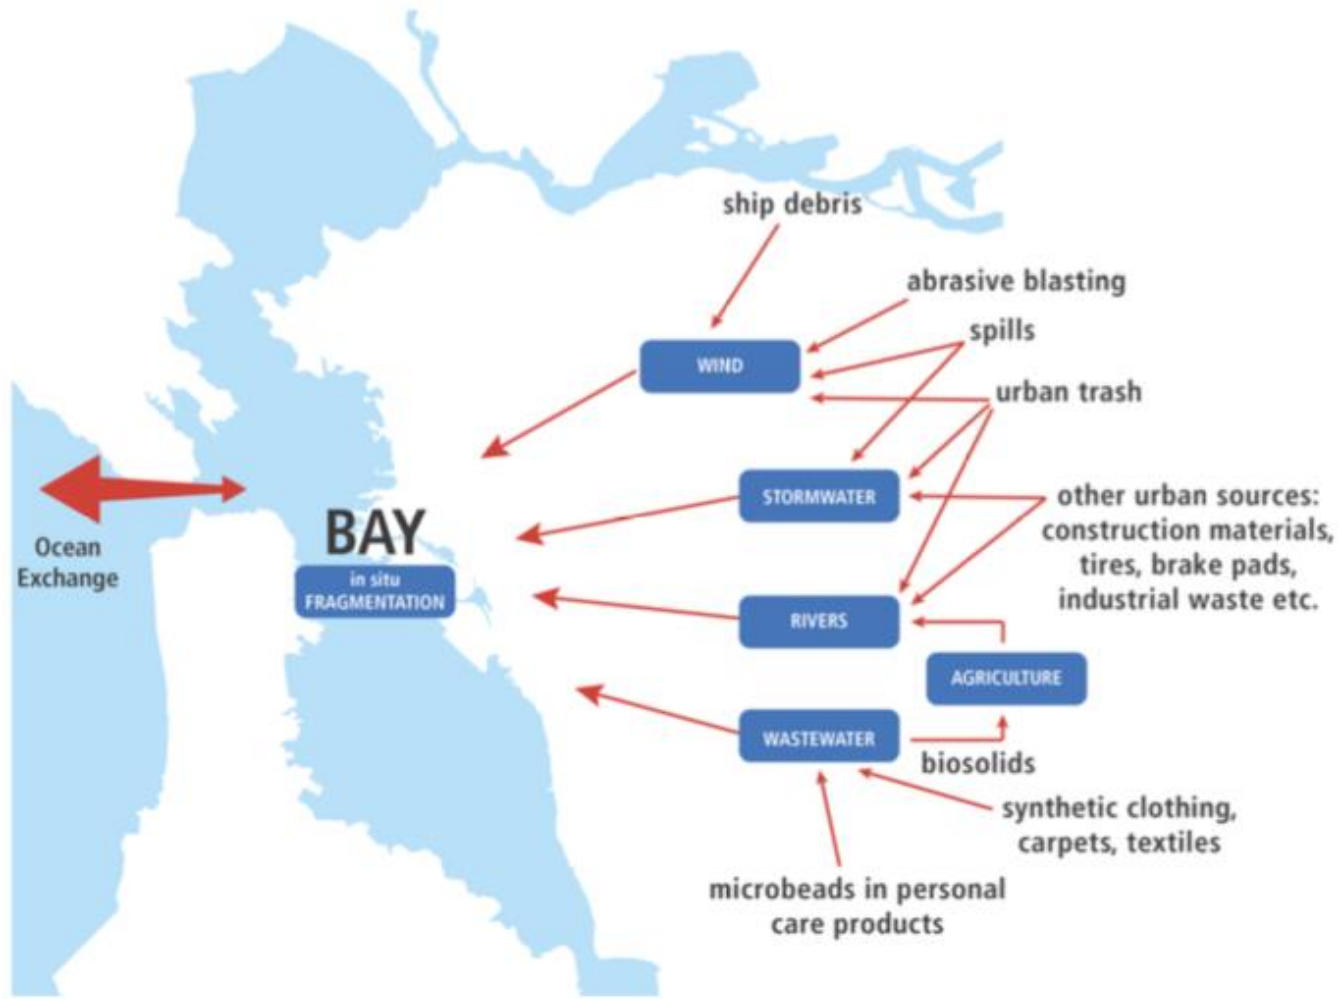 ship debris
abrasive blasting
spills
WIND
urban trash
STORMWATER
other urban sources:
construction materials,
tires, brake pads,
industrial waste etc.
BAY
Ocean
Exchange
in situ
FRAGMENTATION
RIVERS
AGRICULTURE
WASTEWATER
biosolids
synthetic clothing,
carpets, textiles
microbeads in personal
care products